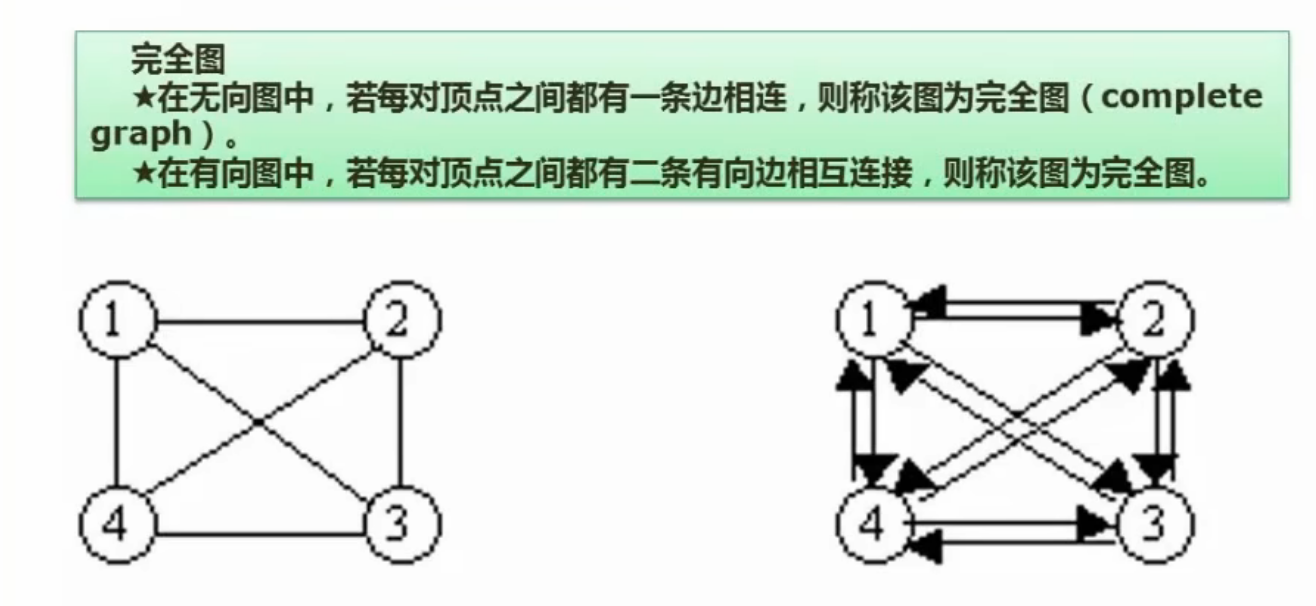 完全图
★在无向图中，若每对顶点之间都有一条边相连，则称该图为完全图（complete
graph）。
★在有向图中，若每对顶点之间都有二条有向边相互连接，则称该图为完全图。
1 2 1 2
4 3 4 3